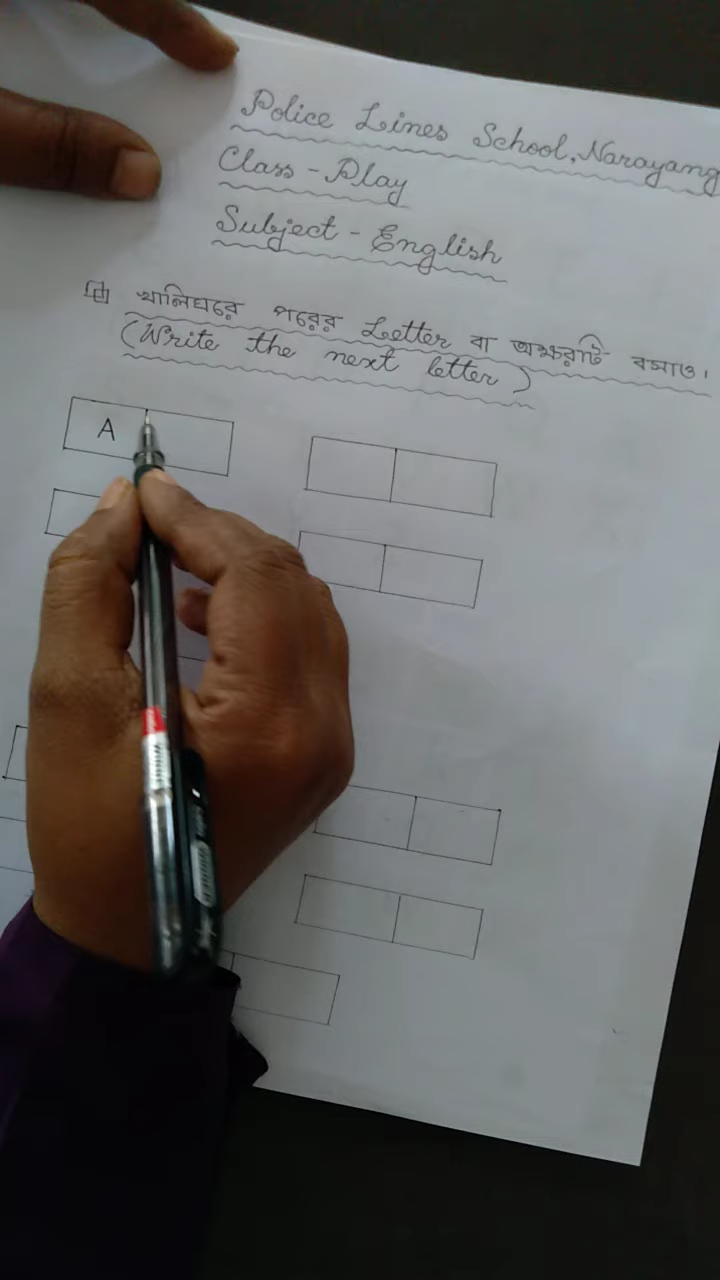 Police Lines School, Narayang
Class - Play
Subject - English
খালিঘরে পরের Letter বা অক্ষরটি বসাও।
(Write the next letter)
A